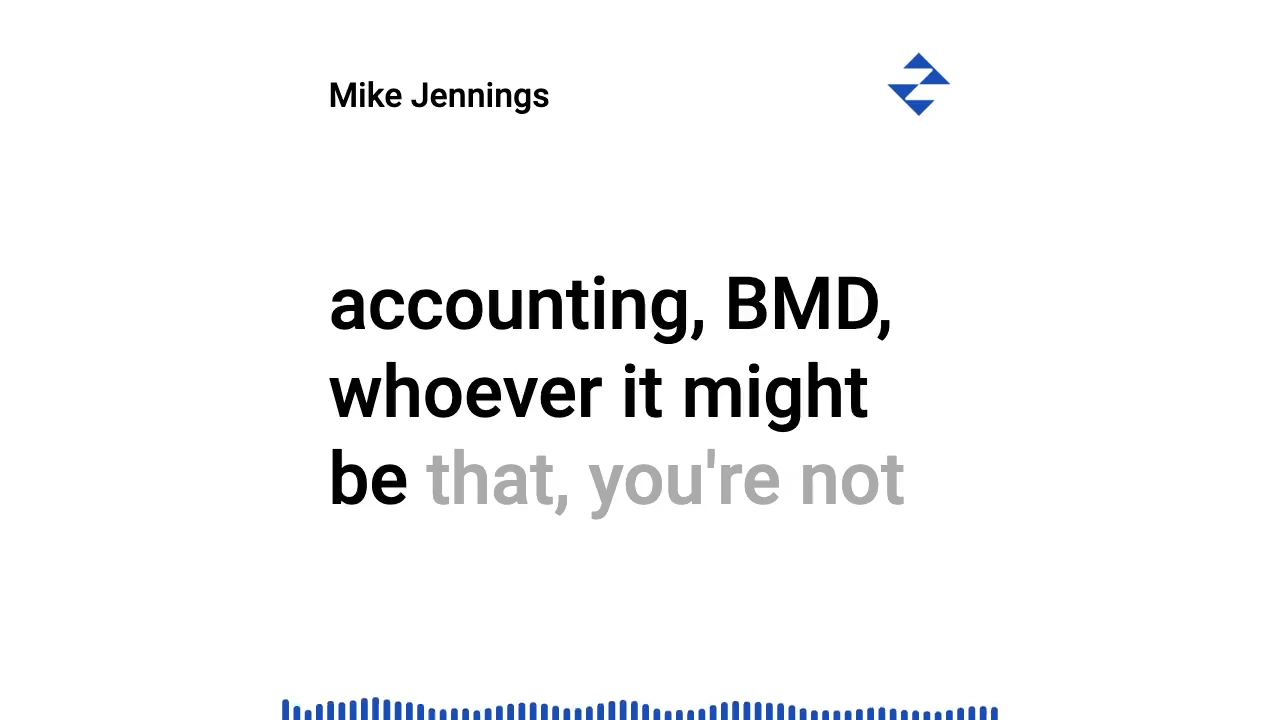 Mike Jennings
accounting, BMD,
whoever it might
be that, you're not